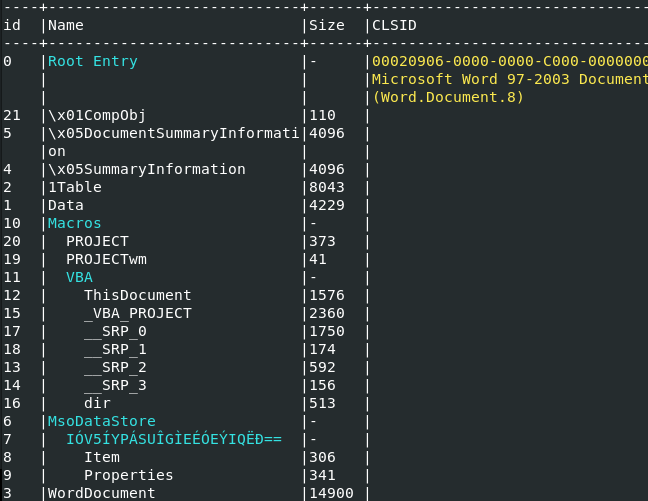 ----+----------------------------+------+--------------------------------
id  |Name                        |Size  |CLSID
----+----------------------------+------+--------------------------------
0   |Root Entry                  |-     |00020906-0000-0000-C000-0000000
    |                            |      |Microsoft Word 97-2003 Document
    |                            |      |(Word.Document.8)
21  |\x01CompObj                 |110   |
5   |\x05DocumentSummaryInformati|4096  |
    |on                          |      |
4   |\x05SummaryInformation      |4096  |
2   |1Table                      |8043  |
1   |Data                        |4229  |
10  |Macros                      |-     |
20  |  PROJECT                   |373   |
19  |  PROJECTwm                 |41    |
11  |  VBA                       |-     |
12  |    ThisDocument            |1576  |
15  |    _VBA_PROJECT            |2360  |
17  |    __SRP_0                 |1750  |
18  |    __SRP_1                 |174   |
13  |    __SRP_2                 |592   |
14  |    __SRP_3                 |156   |
16  |    dir                     |513   |
6   |MsoDataStore                |-     |
7   |  IÓV5ÍYPÁSUÎGÌEÉÓEÝIQËÐ==  |-     |
8   |    Item                    |306   |
9   |    Properties              |341   |
3   |WordDocument                |14900 |